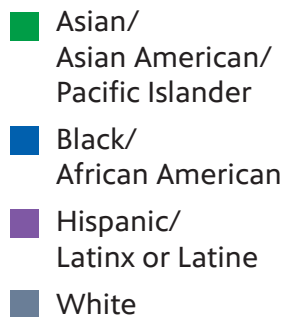 Asian/
Asian American/
Pacific Islander
Black/
African American
Hispanic/
Latinx or Latine
White